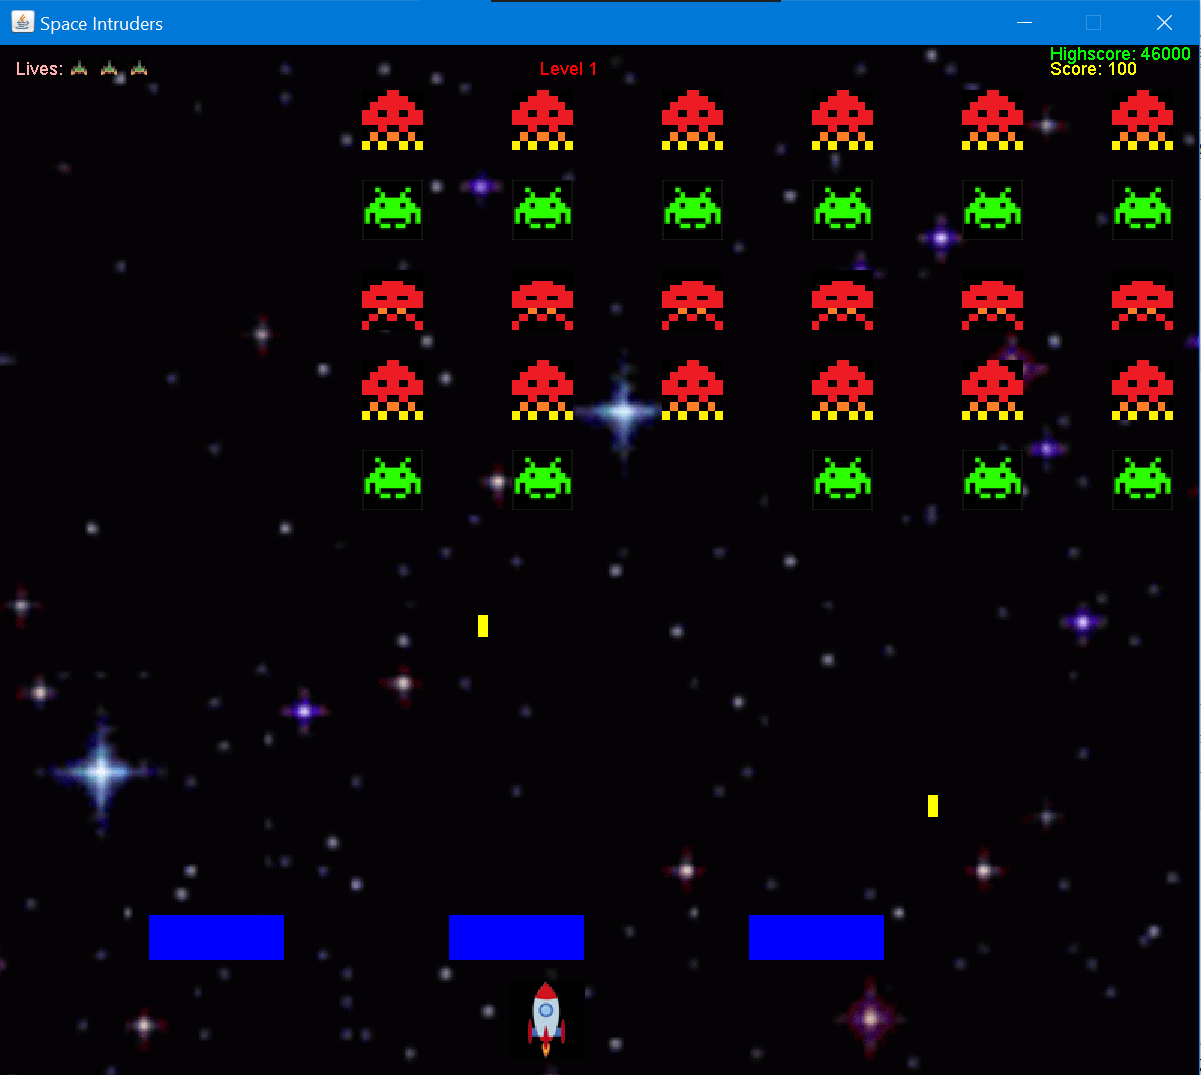 Space Intruders
Highscore: 46000
Lives:
Level 1
Score: 100